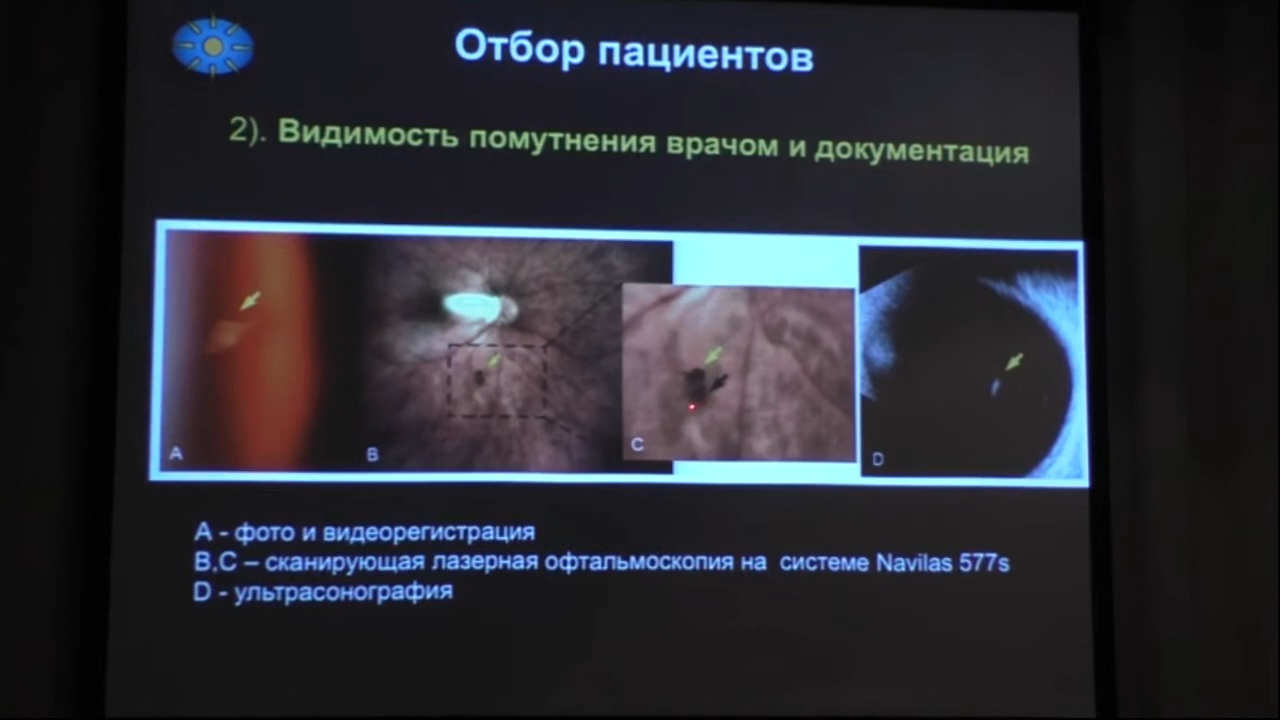 Отбор пациентов
2). Видимость помутнения врачом и документация
A
B
C
D
A - фото и видеорегистрация
B,C – сканирующая лазерная офтальмоскопия на системе Navilas 577s
D - ультрасонография